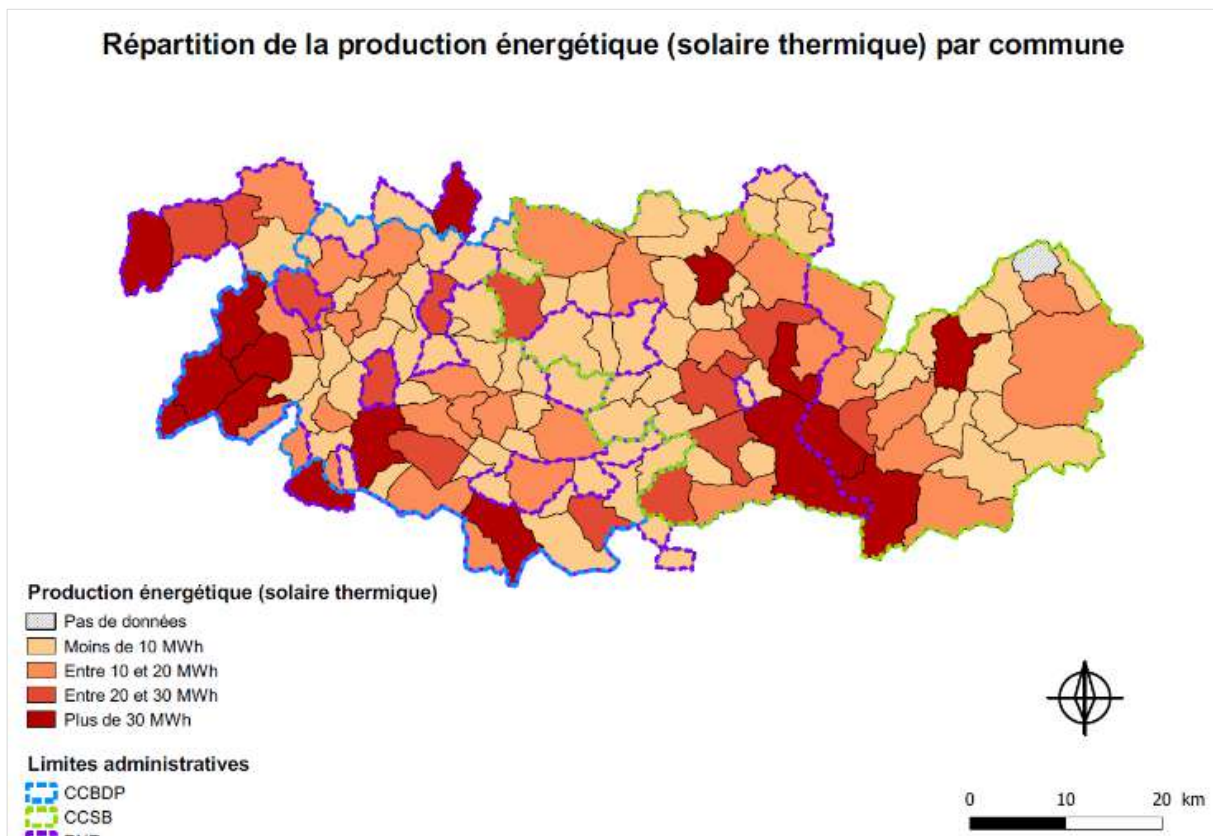 Répartition de la production énergétique (solaire thermique) par commune
Production énergétique (solaire thermique)
Pas de données
Moins de 10 MWh
Entre 10 et 20 MWh
Entre 20 et 30 MWh
Plus de 30 MWh
Limites administratives
CCBDP
CCSB
0 10 20 km